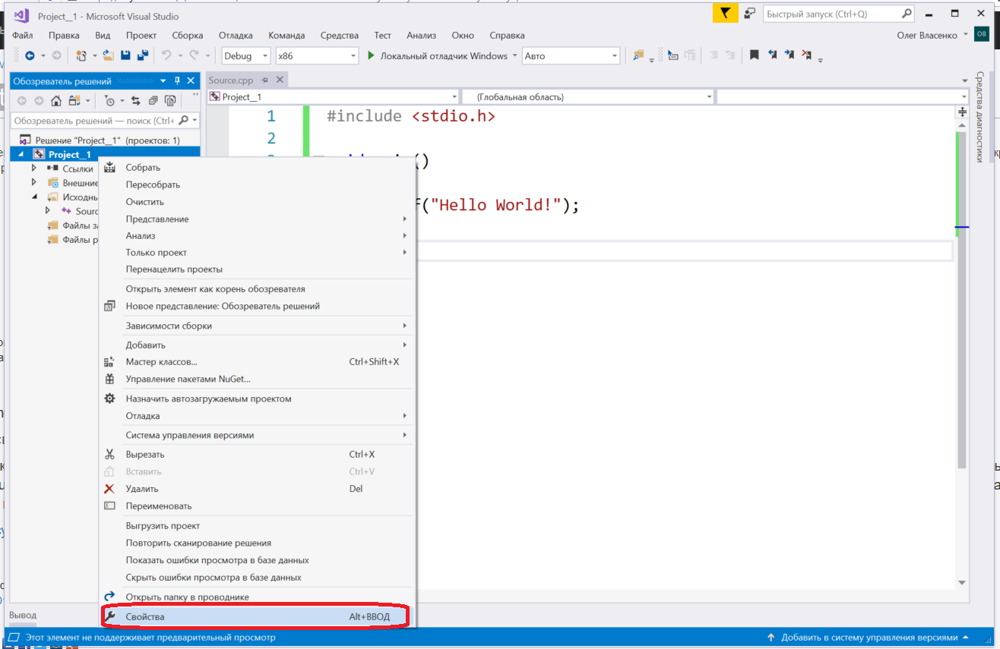 Project_1 - Microsoft Visual Studio
Быстрый запуск (Ctrl+Q)
Файл Правка Вид Проект Сборка Отладка Команда Средства Тест Анализ Окно Справка
Олег Власенко ОВ
Debug x86 Локальный отладчик Windows Авто
Обозреватель решений
Source.cpp
Project_1 (Глобальная область)
Средства диагностики
Обозреватель решений — поиск (Ctrl+
Решение "Project_1" (проектов: 1)
Project_1
Ссылки
Внешние
Исходны
Sourc
Файлы за
Файлы р
1 #include <stdio.h>
2
()
f("Hello World!");
Собрать
Пересобрать
Очистить
Представление
Анализ
Только проект
Перенацелить проекты
Открыть элемент как корень обозревателя
Новое представление: Обозреватель решений
Зависимости сборки
Добавить
Мастер классов... Ctrl+Shift+X
Управление пакетами NuGet...
Назначить автозагружаемым проектом
Отладка
Система управления версиями
Вырезать Ctrl+X
Вставить Ctrl+V
Удалить Del
Переименовать
Выгрузить проект
Повторить сканирование решения
Показать ошибки просмотра в базе данных
Скрыть ошибки просмотра в базе данных
Открыть папку в проводнике
Свойства Alt+ВВОД
Вывод
Этот элемент не поддерживает предварительный просмотр
Добавить в систему управления версиями